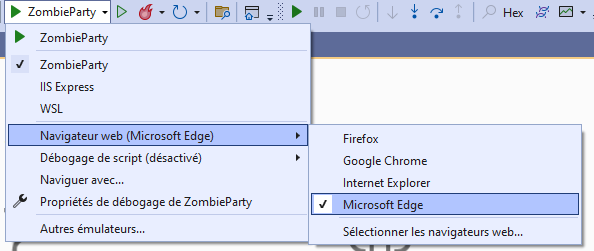 ZombieParty
Hex
ZombieParty
ZombieParty
IIS Express
WSL
Navigateur web (Microsoft Edge)
Débogage de script (désactivé)
Naviguer avec...
Propriétés de débogage de ZombieParty
Autres émulateurs...
Firefox
Google Chrome
Internet Explorer
Microsoft Edge
Sélectionner les navigateurs web...